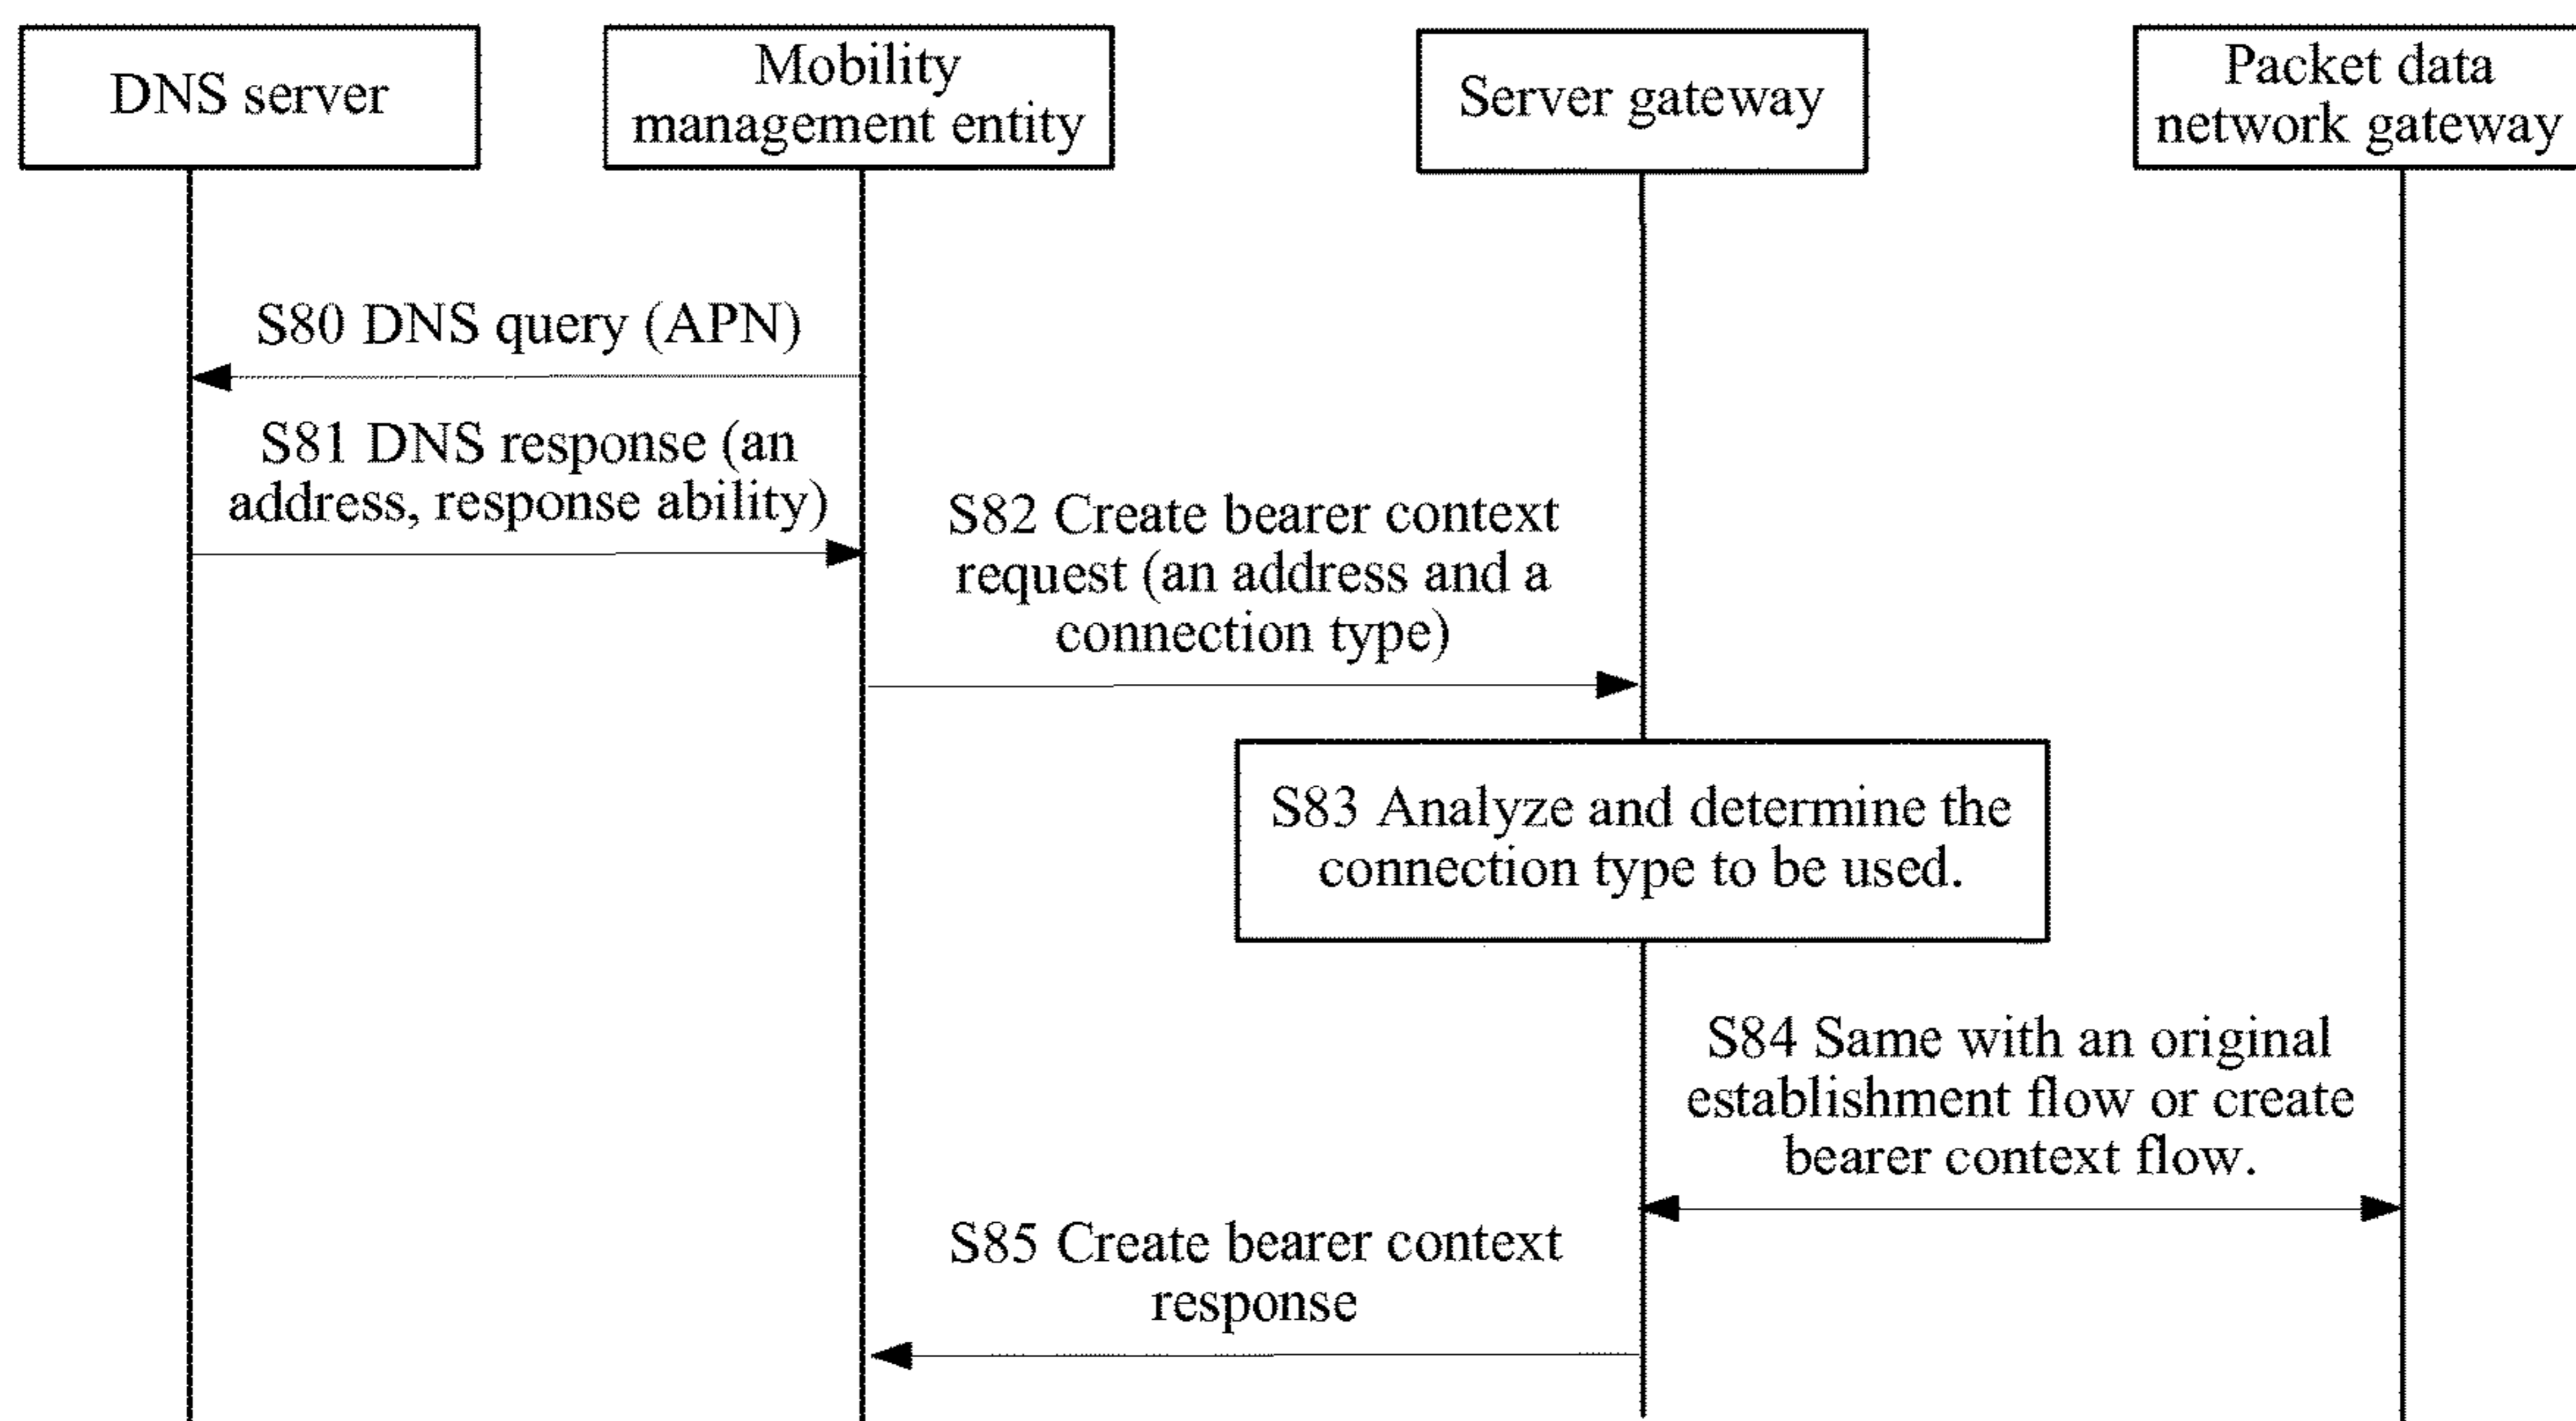 DNS server
Mobility
management entity
Server gateway
Packet data
network gateway
S80 DNS query (APN)
S81 DNS response (an
address, response ability)
S82 Create bearer context
request (an address and a
connection type)
S83 Analyze and determine the
connection type to be used.
S84 Same with an original
establishment flow or create
bearer context flow.
S85 Create bearer context
response